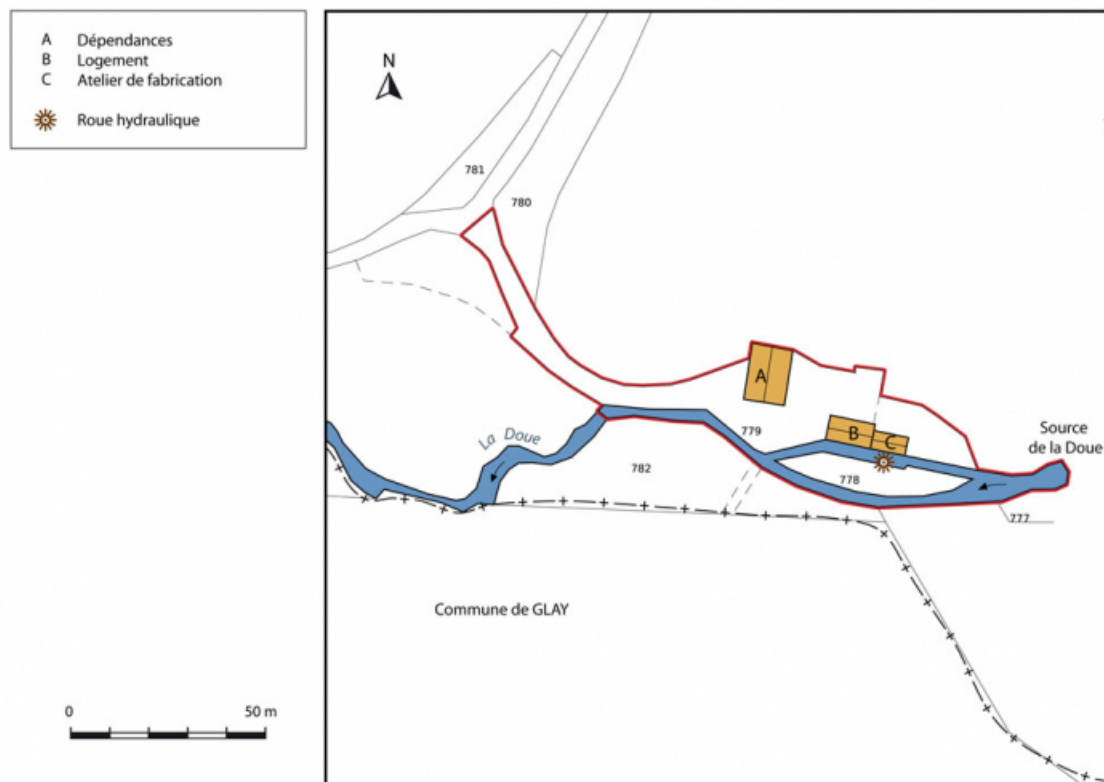 A Dépendances
B Logement
C Atelier de fabrication
Roue hydraulique
N
781
780
A
779
B
C
Source
de la Doue
La Doue
782
778
777
Commune de GLAY
0 50 m